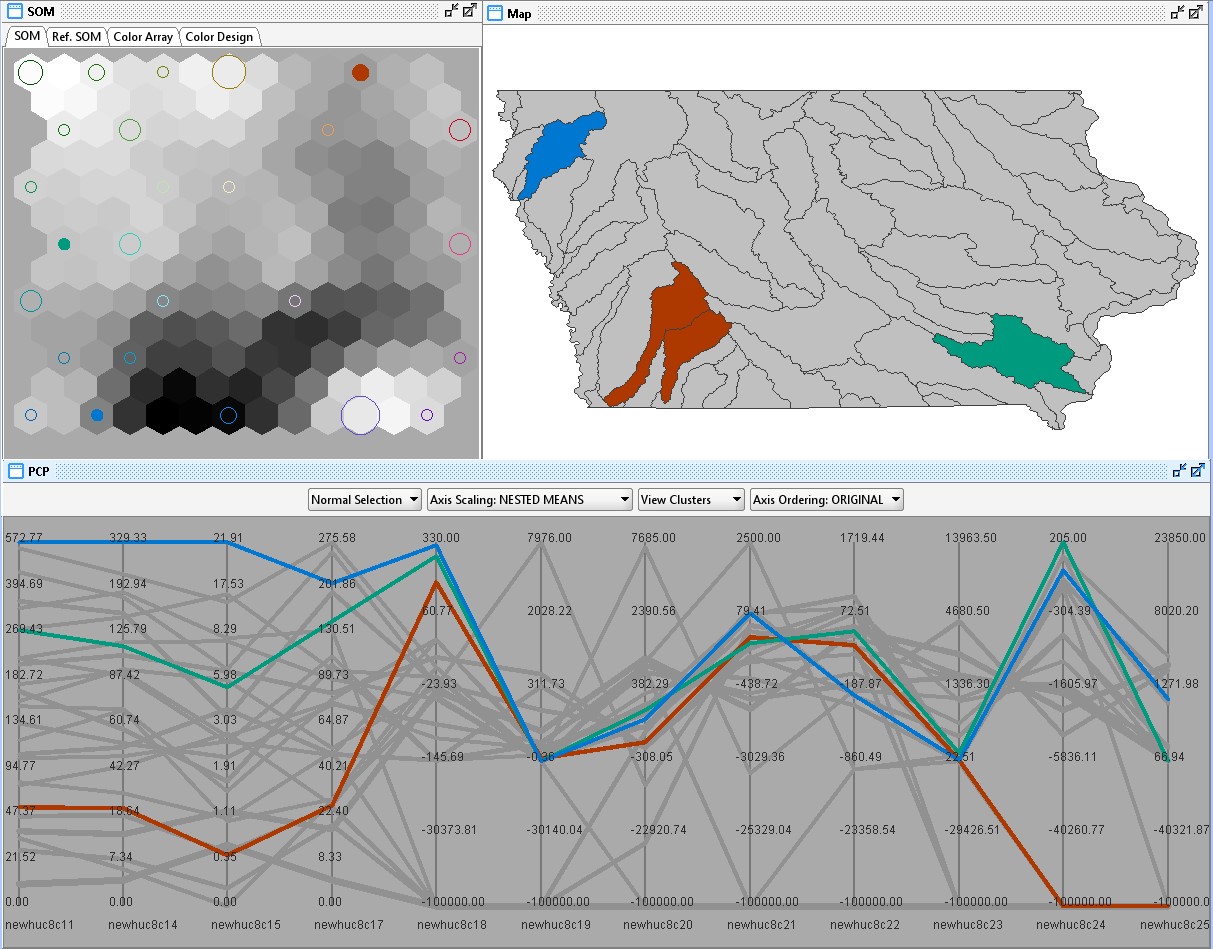 SOM
Map
SOM Ref. SOM Color Array Color Design
PCP
Normal Selection Axis Scaling: NESTED MEANS View Clusters Axis Ordering: ORIGINAL
572.77 329.33 21.91 275.58 330.00 7976.00 7685.00 2500.00 1719.44 13963.50 205.00 23850.00
394.69 192.94 17.53 201.86 60.77 2028.22 2390.56 79.41 72.51 4680.50 -304.39 8020.20
269.43 125.79 8.29 130.51
182.72 87.42 5.98 89.73 -23.93 311.73 382.29 -438.72 -187.87 1336.30 -1605.97 1271.98
134.61 60.74 3.03 64.87
94.77 42.27 1.91 40.21 -145.69 -308.05 -3029.36 -860.49 22.51 -5836.11 66.94
47.37 18.64 1.11 22.40 -30373.81 -30140.04 -22920.74 -25329.04 -23358.54 -29426.51 -40260.77 -40321.87
21.52 7.34 8.33
0.00 0.00 0.00 0.00 -100000.00 -100000.00 -100000.00 -100000.00 -100000.00 -100000.00 -100000.00 -100000.0
newhuc8c11 newhuc8c14 newhuc8c15 newhuc8c17 newhuc8c18 newhuc8c19 newhuc8c20 newhuc8c21 newhuc8c22 newhuc8c23 newhuc8c24 newhuc8c25